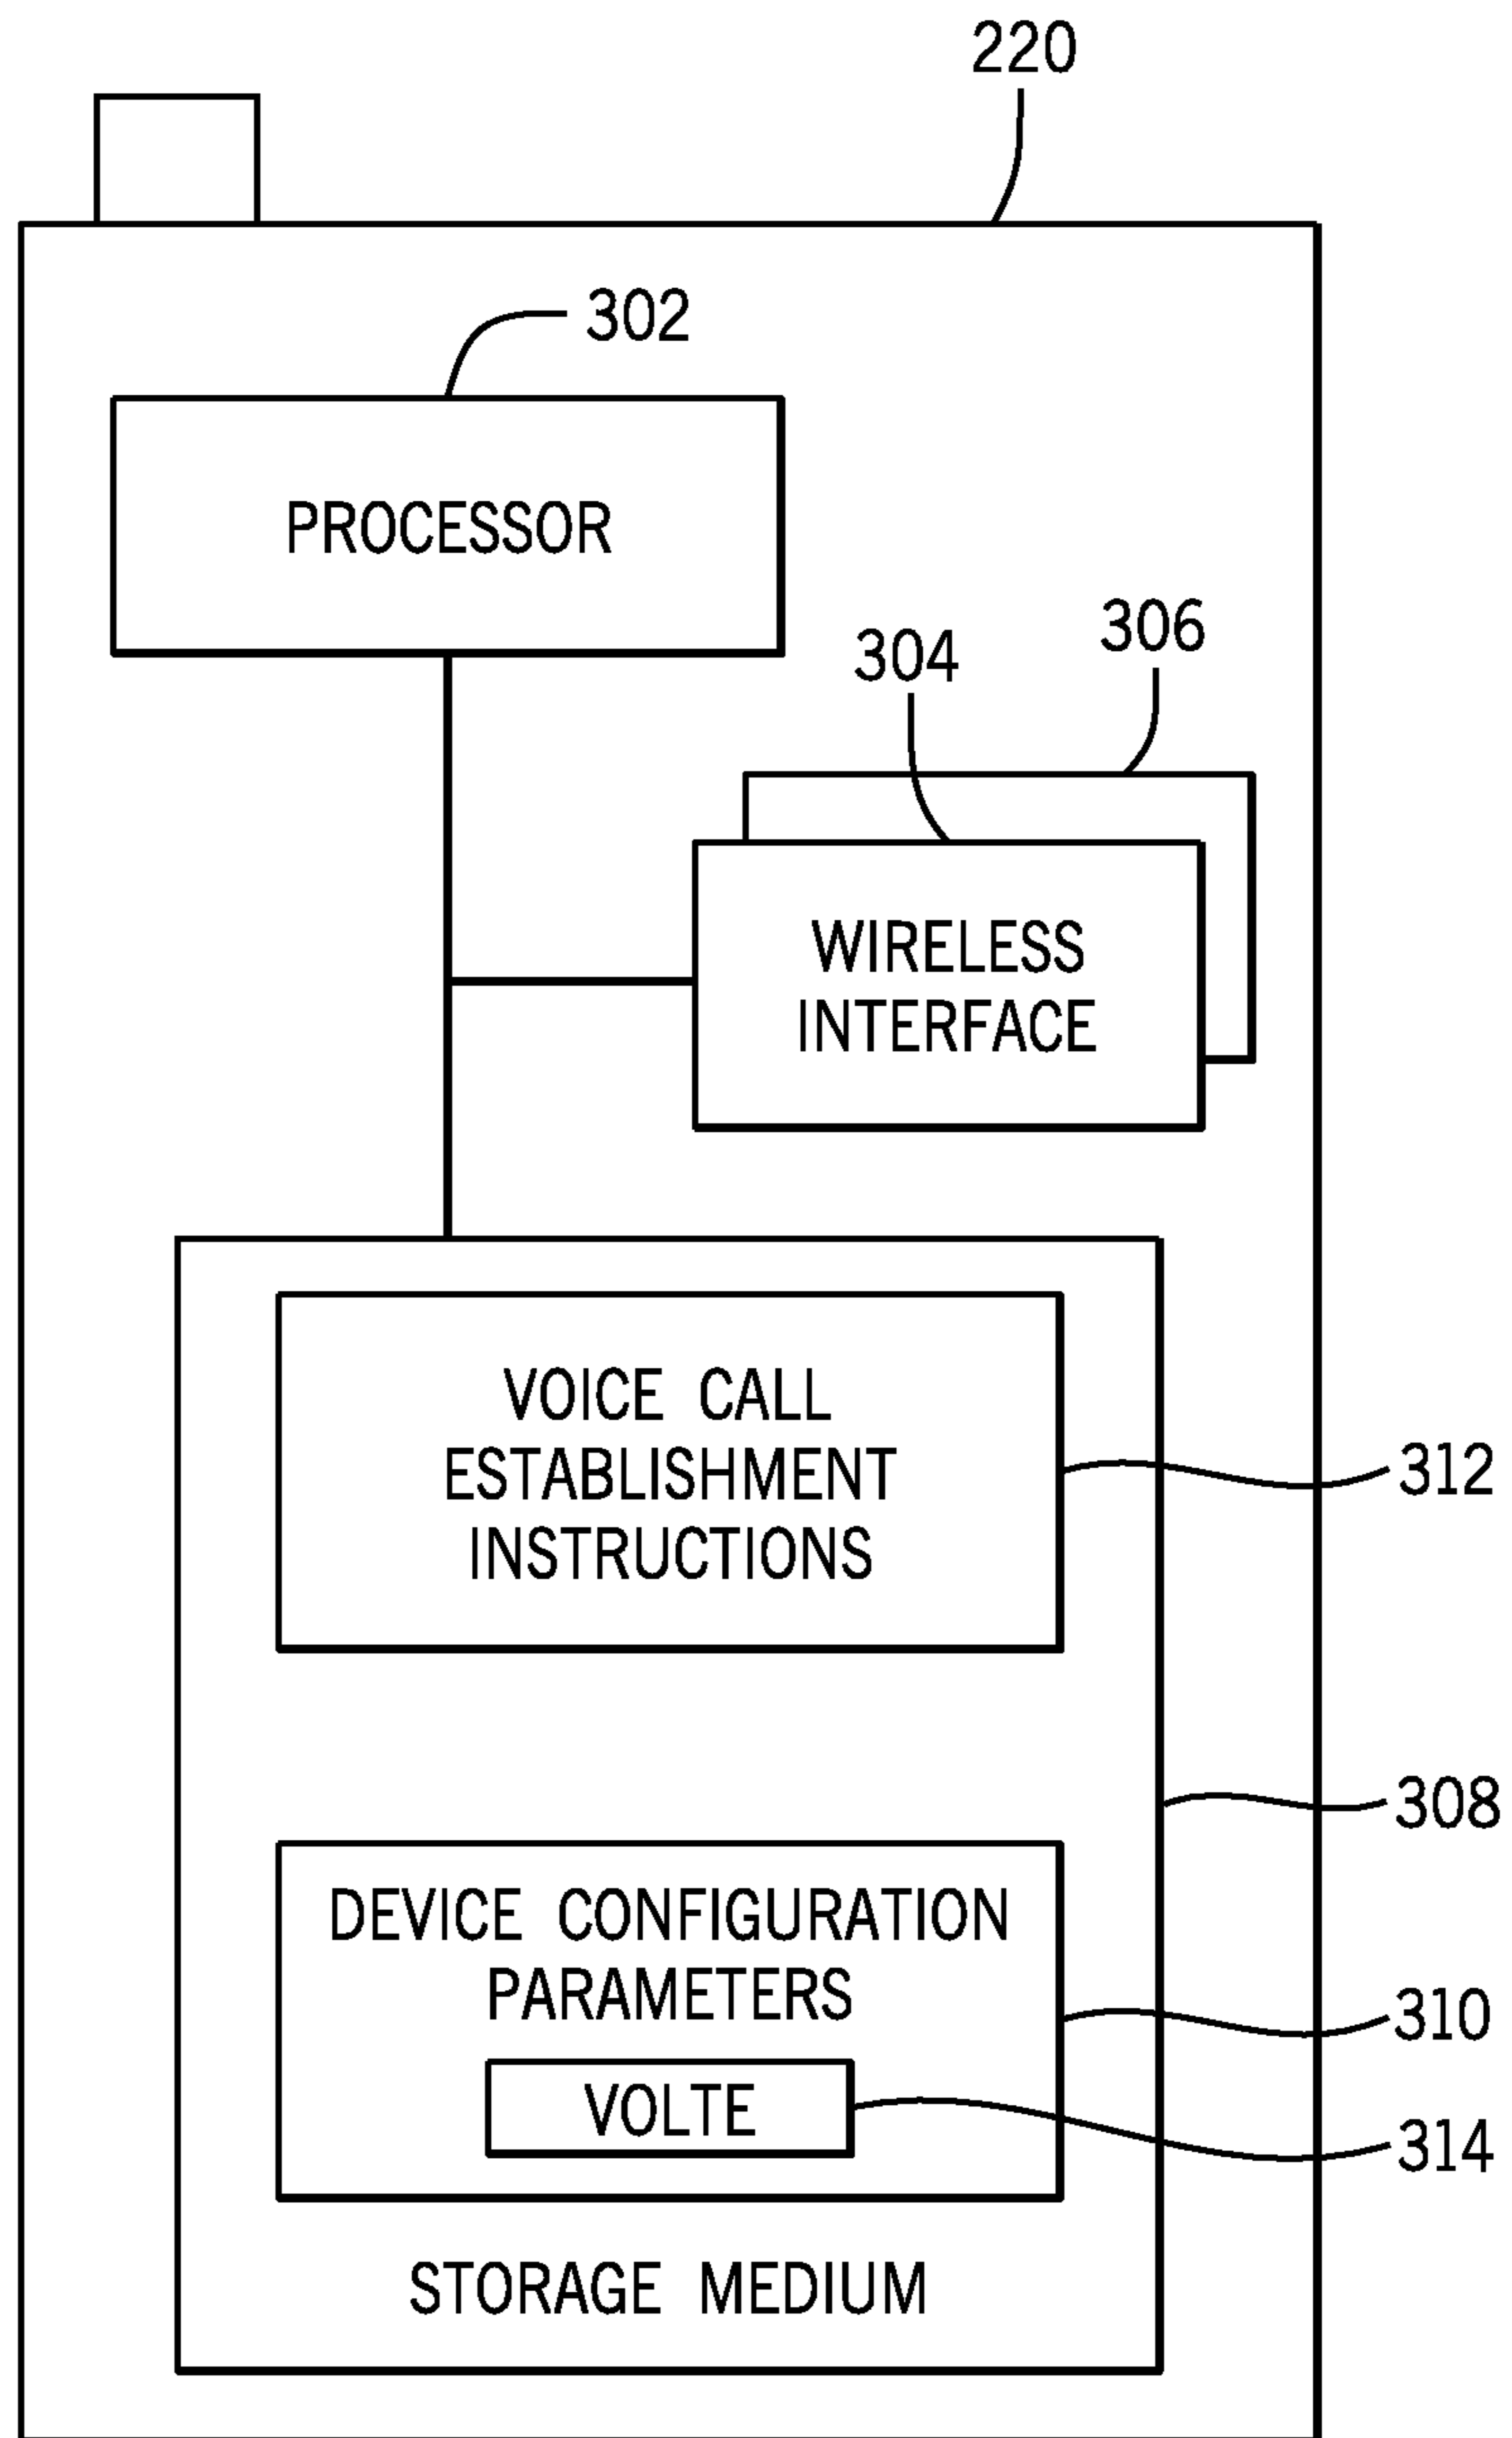 220
302
PROCESSOR
306
304
WIRELESS
INTERFACE
VOICE CALL
ESTABLISHMENT
INSTRUCTIONS
312
308
DEVICE CONFIGURATION
PARAMETERS
310
VOLTE
314
STORAGE MEDIUM